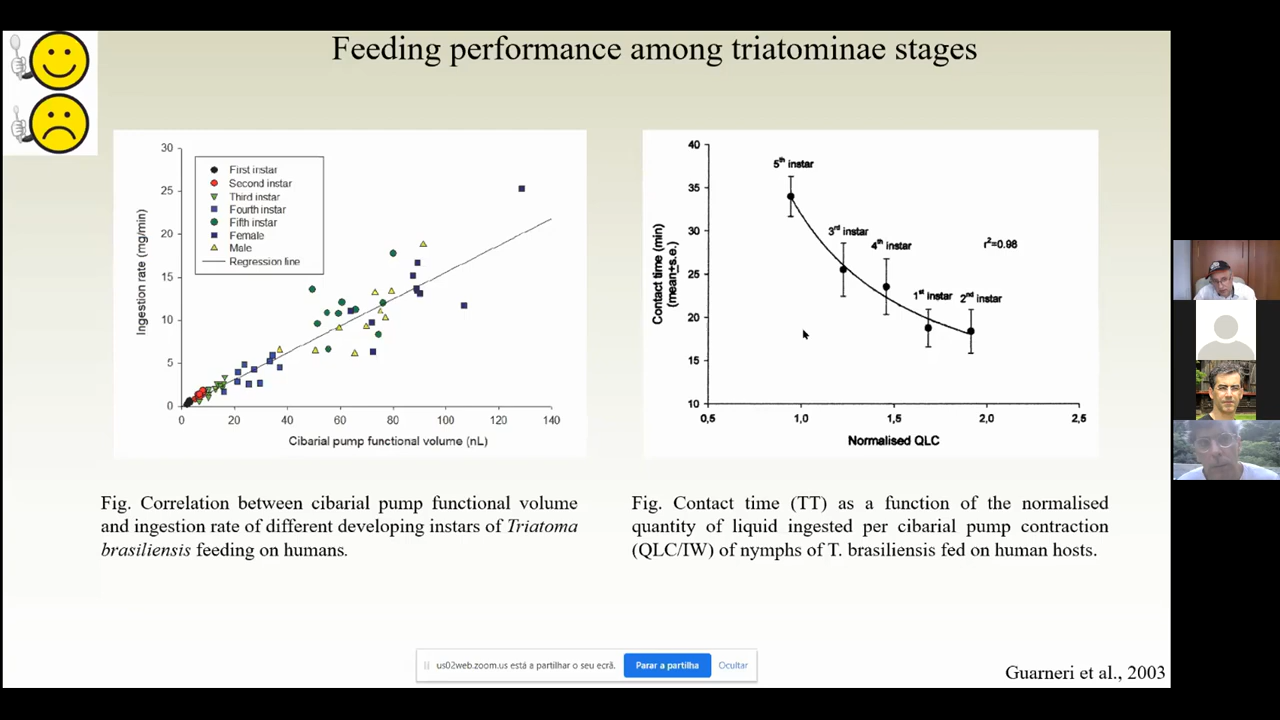 Feeding performance among triatominae stages
30
25
20
15
10
5
0
Ingestion rate (mg/min)
First instar
Second instar
Third instar
Fourth instar
Fifth instar
Female
Male
Regression line
0 20 40 60 80 100 120 140
Cibarial pump functional volume (nL)
40
35
30
25
20
15
10
Contact time (min)
(mean±s.e.)
5th instar
3rd instar
4th instar
1st instar
2nd instar
r²=0.98
0,5 1,0 1,5 2,0 2,5
Normalised QLC
Fig. Correlation between cibarial pump functional volume
and ingestion rate of different developing instars of Triatoma
brasiliensis feeding on humans.
Fig. Contact time (TT) as a function of the normalised
quantity of liquid ingested per cibarial pump contraction
(QLC/IW) of nymphs of T. brasiliensis fed on human hosts.
us02web.zoom.us está a partilhar o seu ecrã. Parar a partilha Ocultar
Guarneri et al., 2003